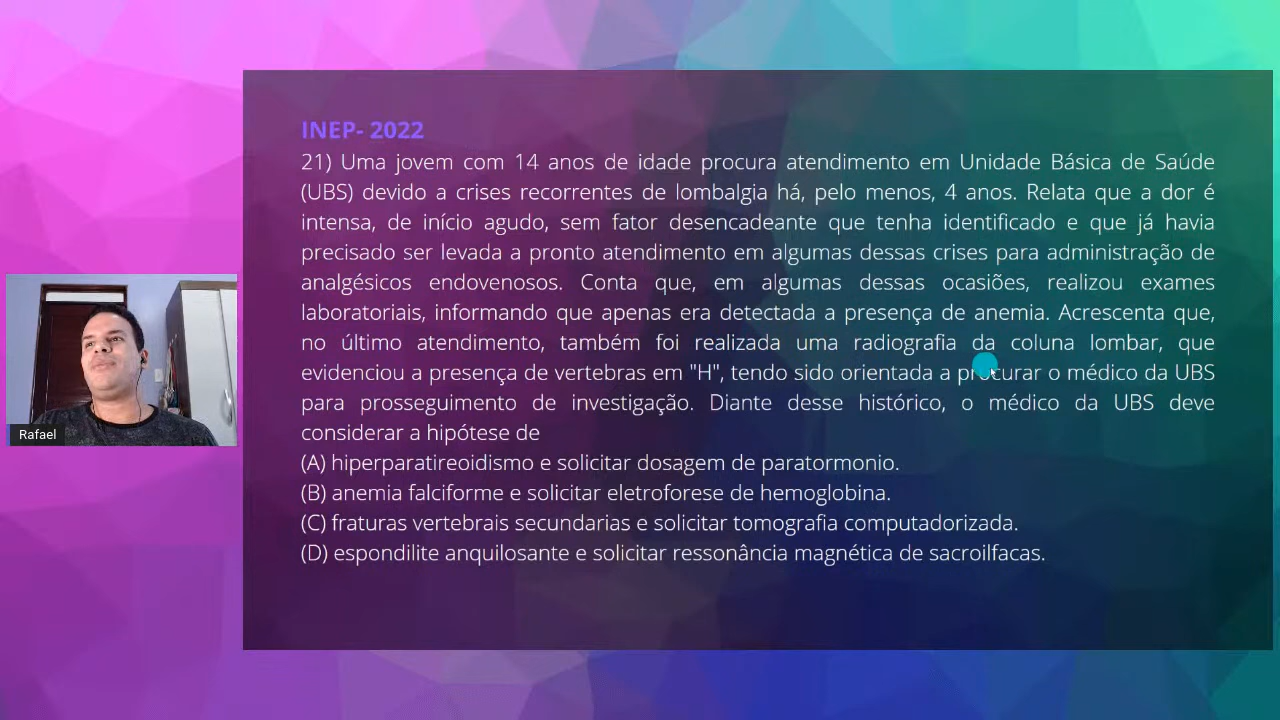 INEP- 2022
21) Uma jovem com 14 anos de idade procura atendimento em Unidade Básica de Saúde
(UBS) devido a crises recorrentes de lombalgia há, pelo menos, 4 anos. Relata que a dor é
intensa, de início agudo, sem fator desencadeante que tenha identificado e que já havia
precisado ser levada a pronto atendimento em algumas dessas crises para administração de
analgésicos endovenosos. Conta que, em algumas dessas ocasiões, realizou exames
laboratoriais, informando que apenas era detectada a presença de anemia. Acrescenta que,
no último atendimento, também foi realizada uma radiografia da coluna lombar, que
evidenciou a presença de vertebras em "H", tendo sido orientada a procurar o médico da UBS
para prosseguimento de investigação. Diante desse histórico, o médico da UBS deve
considerar a hipótese de
(A) hiperparatireoidismo e solicitar dosagem de paratormonio.
(B) anemia falciforme e solicitar eletroforese de hemoglobina.
(C) fraturas vertebrais secundarias e solicitar tomografia computadorizada.
(D) espondilite anquilosante e solicitar ressonância magnética de sacroilfacas.
Rafael